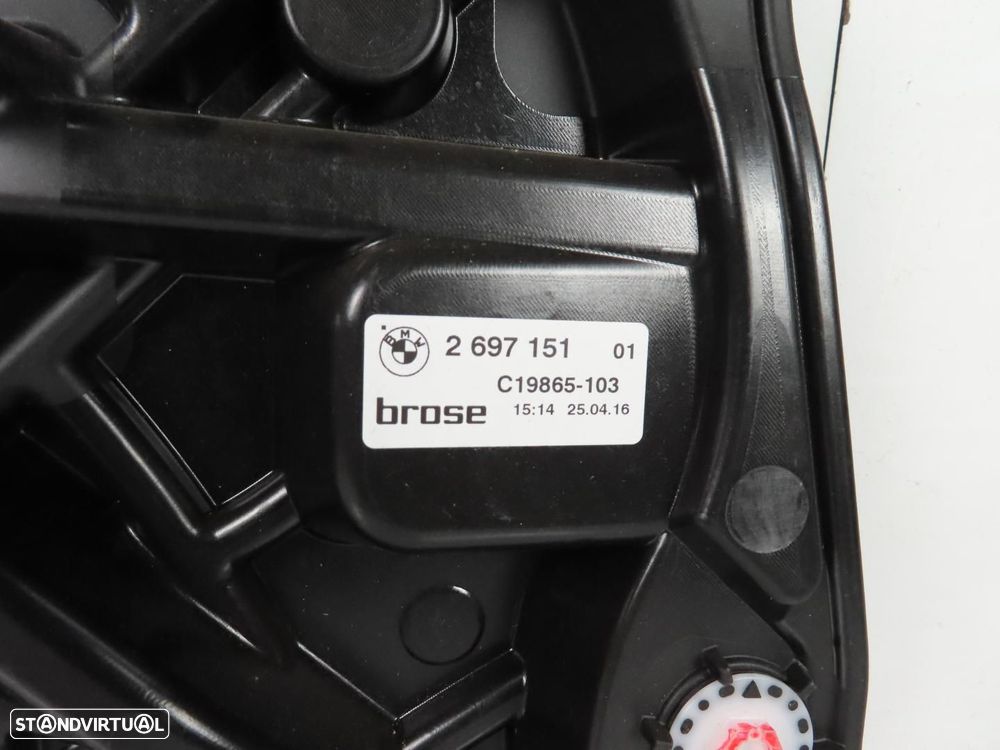 BMW 2 697 151 01
C19865-103
brose 15:14 25.04.16
STANDVIRTUAL